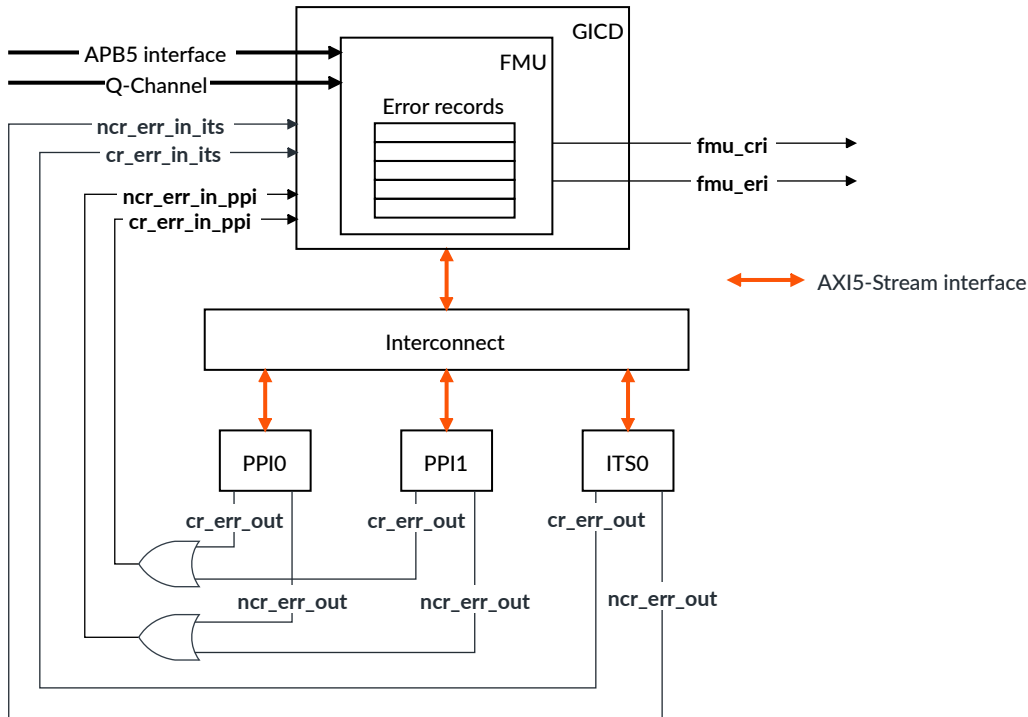 GICD
APB5 interface
FMU
Q-Channel
Error records
ncr_err_in_its
cr_err_in_its
fmu_cri
fmu_eri
ncr_err_in_ppi
cr_err_in_ppi
AXI5-Stream interface
Interconnect
PPI0
PPI1
ITS0
cr_err_out
cr_err_out
cr_err_out
ncr_err_out
ncr_err_out
ncr_err_out